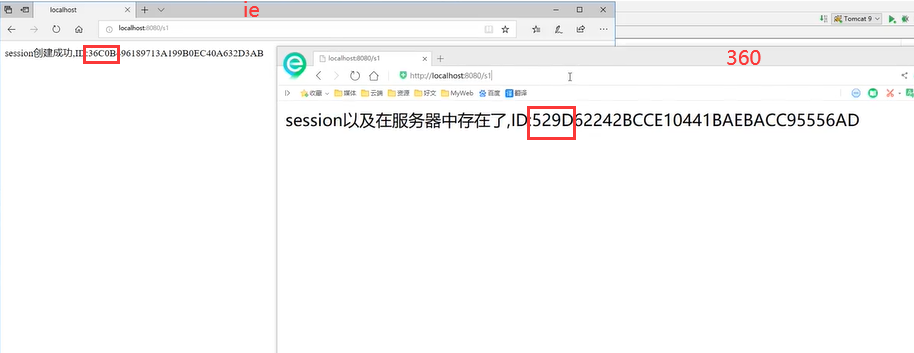 localhost
ie
localhost:8080/s1
session创建成功,ID:36C0B496189713A199B0EC40A632D3AB
Tomcat 9
localhost:8080/s1
360
http://localhost:8080/s1
收藏 媒体 云端 资源 好文 MyWeb 百度 翻译
session以及在服务器中存在了,ID:529D62242BCCE10441BAEBACC95556AD